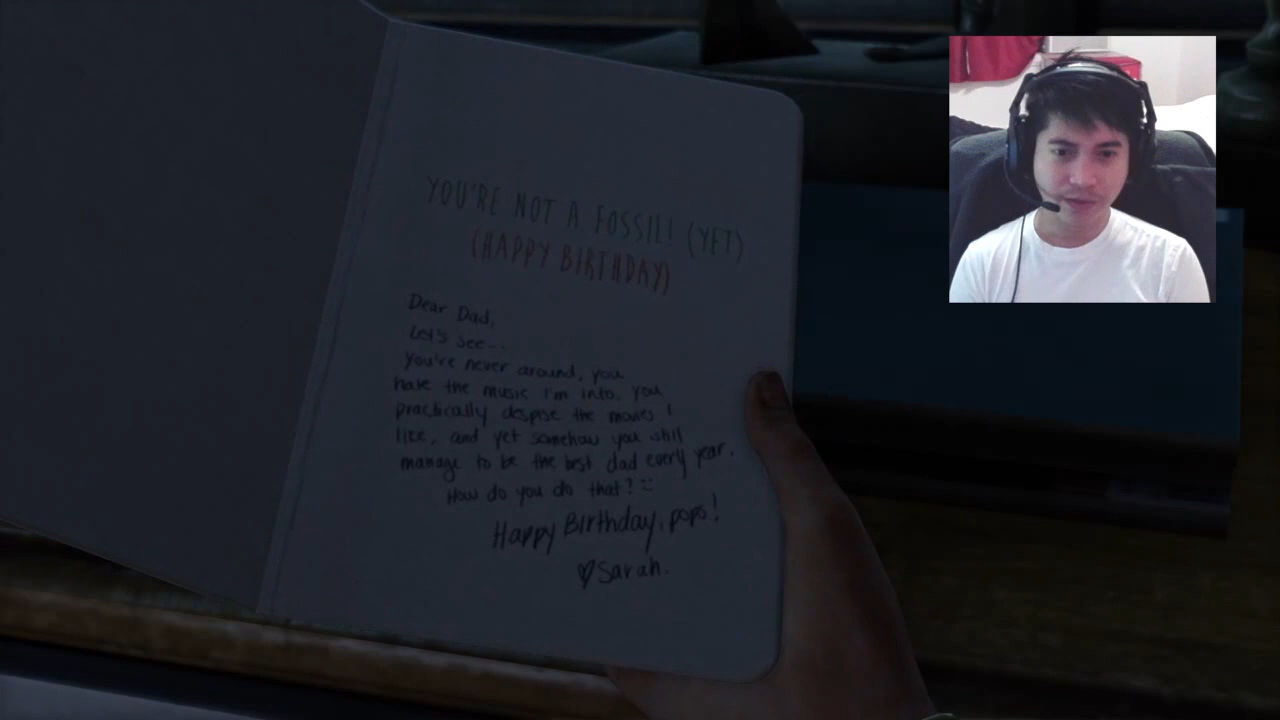 YOU'RE NOT A FOSSIL! (YET)
(HAPPY BIRTHDAY)
Dear Dad,
Let's see...
You're never around, you
hate the music I'm into, you
practically despise the movies I
like, and yet somehow you still
manage to be the best dad every year.
How do you do that? :)
Happy Birthday, pops!
♡ Sarah.